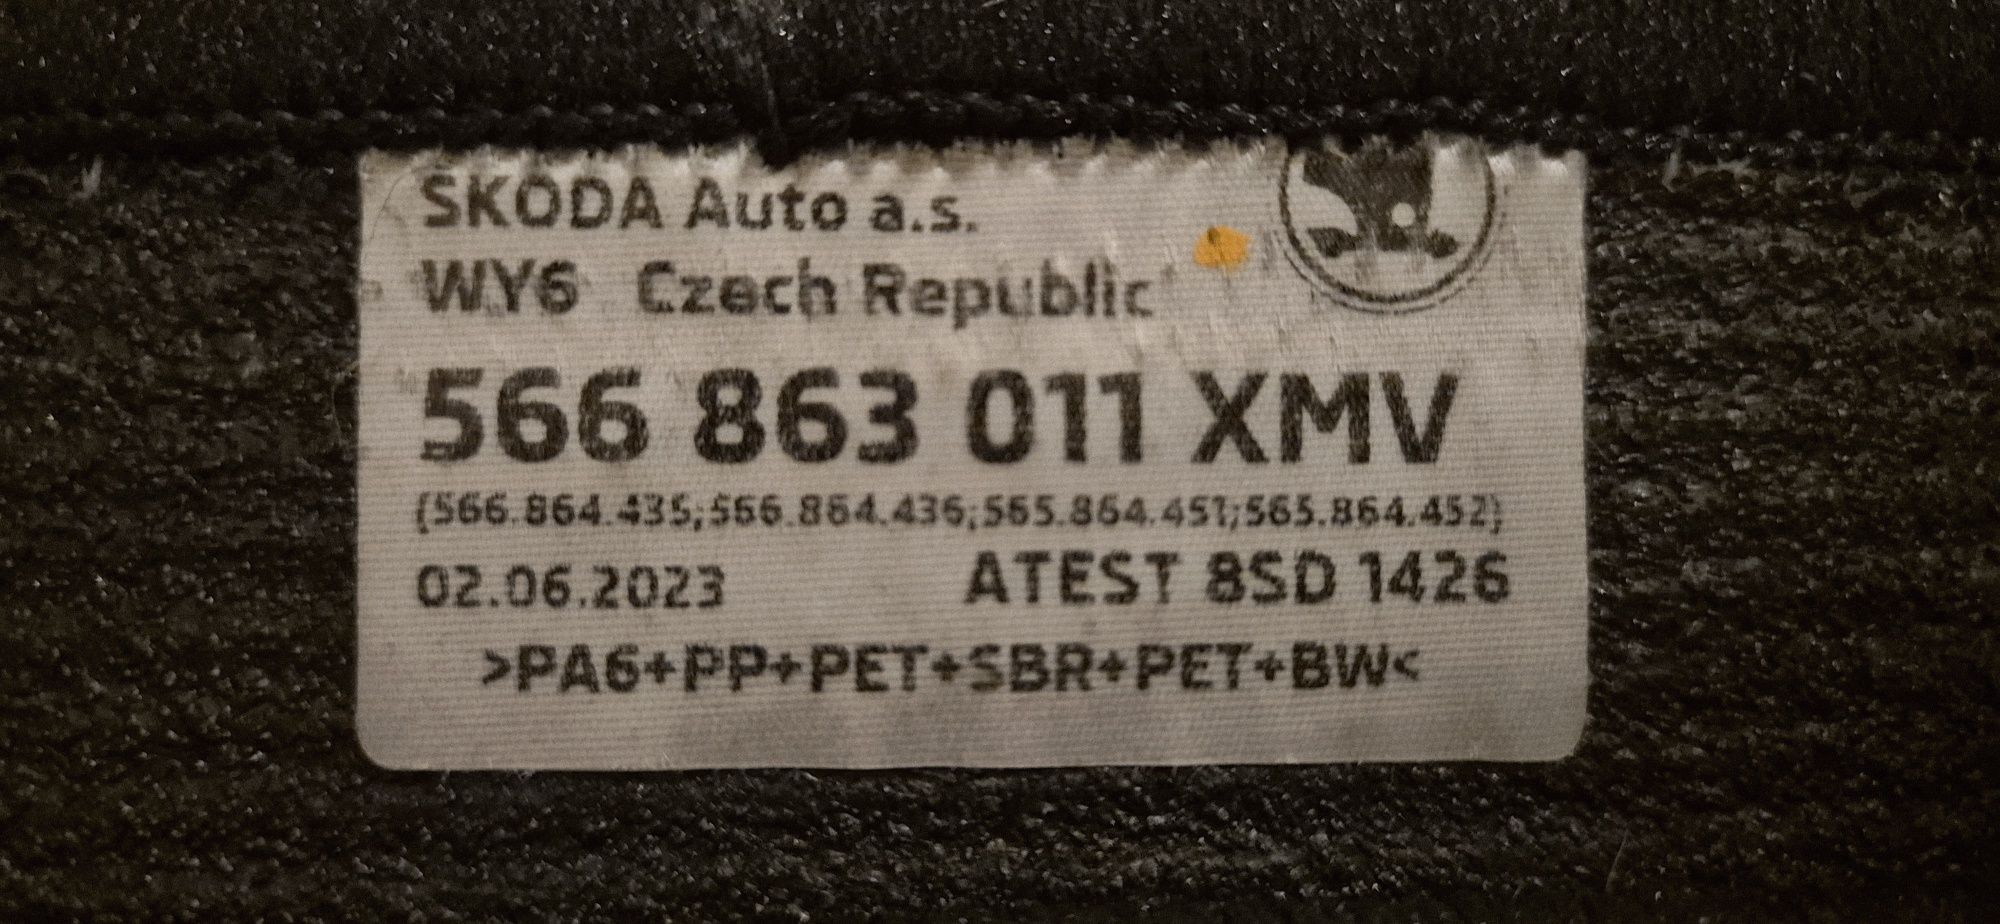 ŠKODA Auto a.s.
WY6 Czech Republic
566 863 011 XMV
(566.864.435;566.864.436;565.864.451;565.864.452)
02.06.2023 ATEST 8SD 1426
>PA6+PP+PET+SBR+PET+BW<